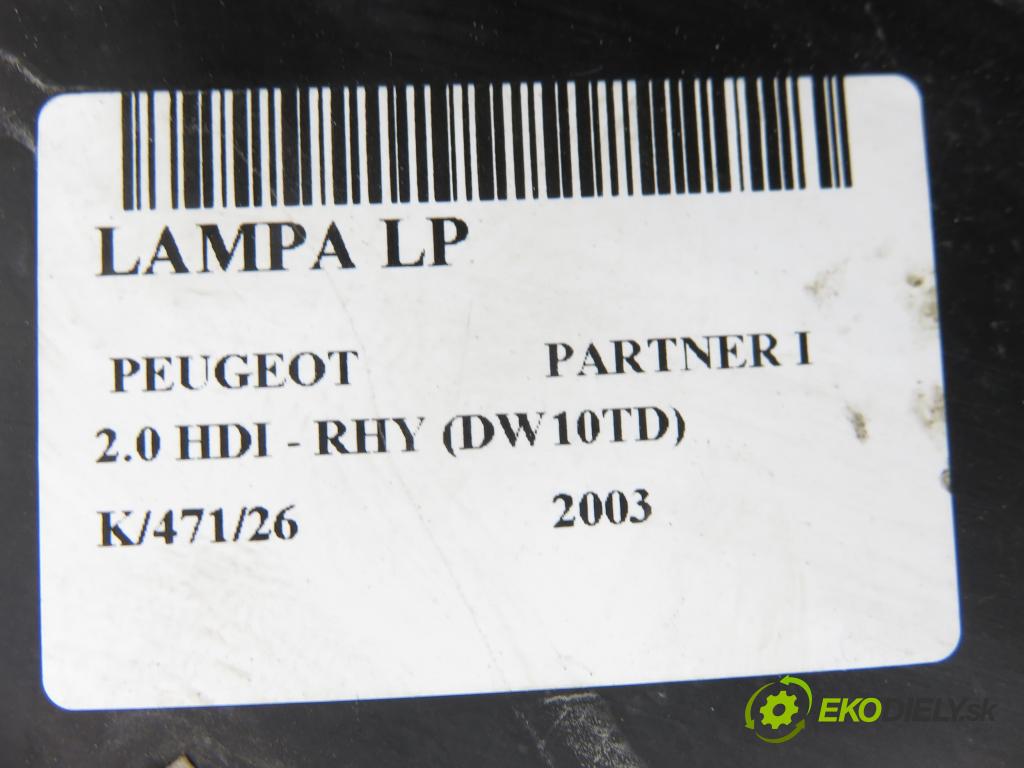 LAMPA LP
PEUGEOT PARTNER I
2.0 HDI - RHY (DW10TD)
K/471/26 2003
EKODIELY.sk